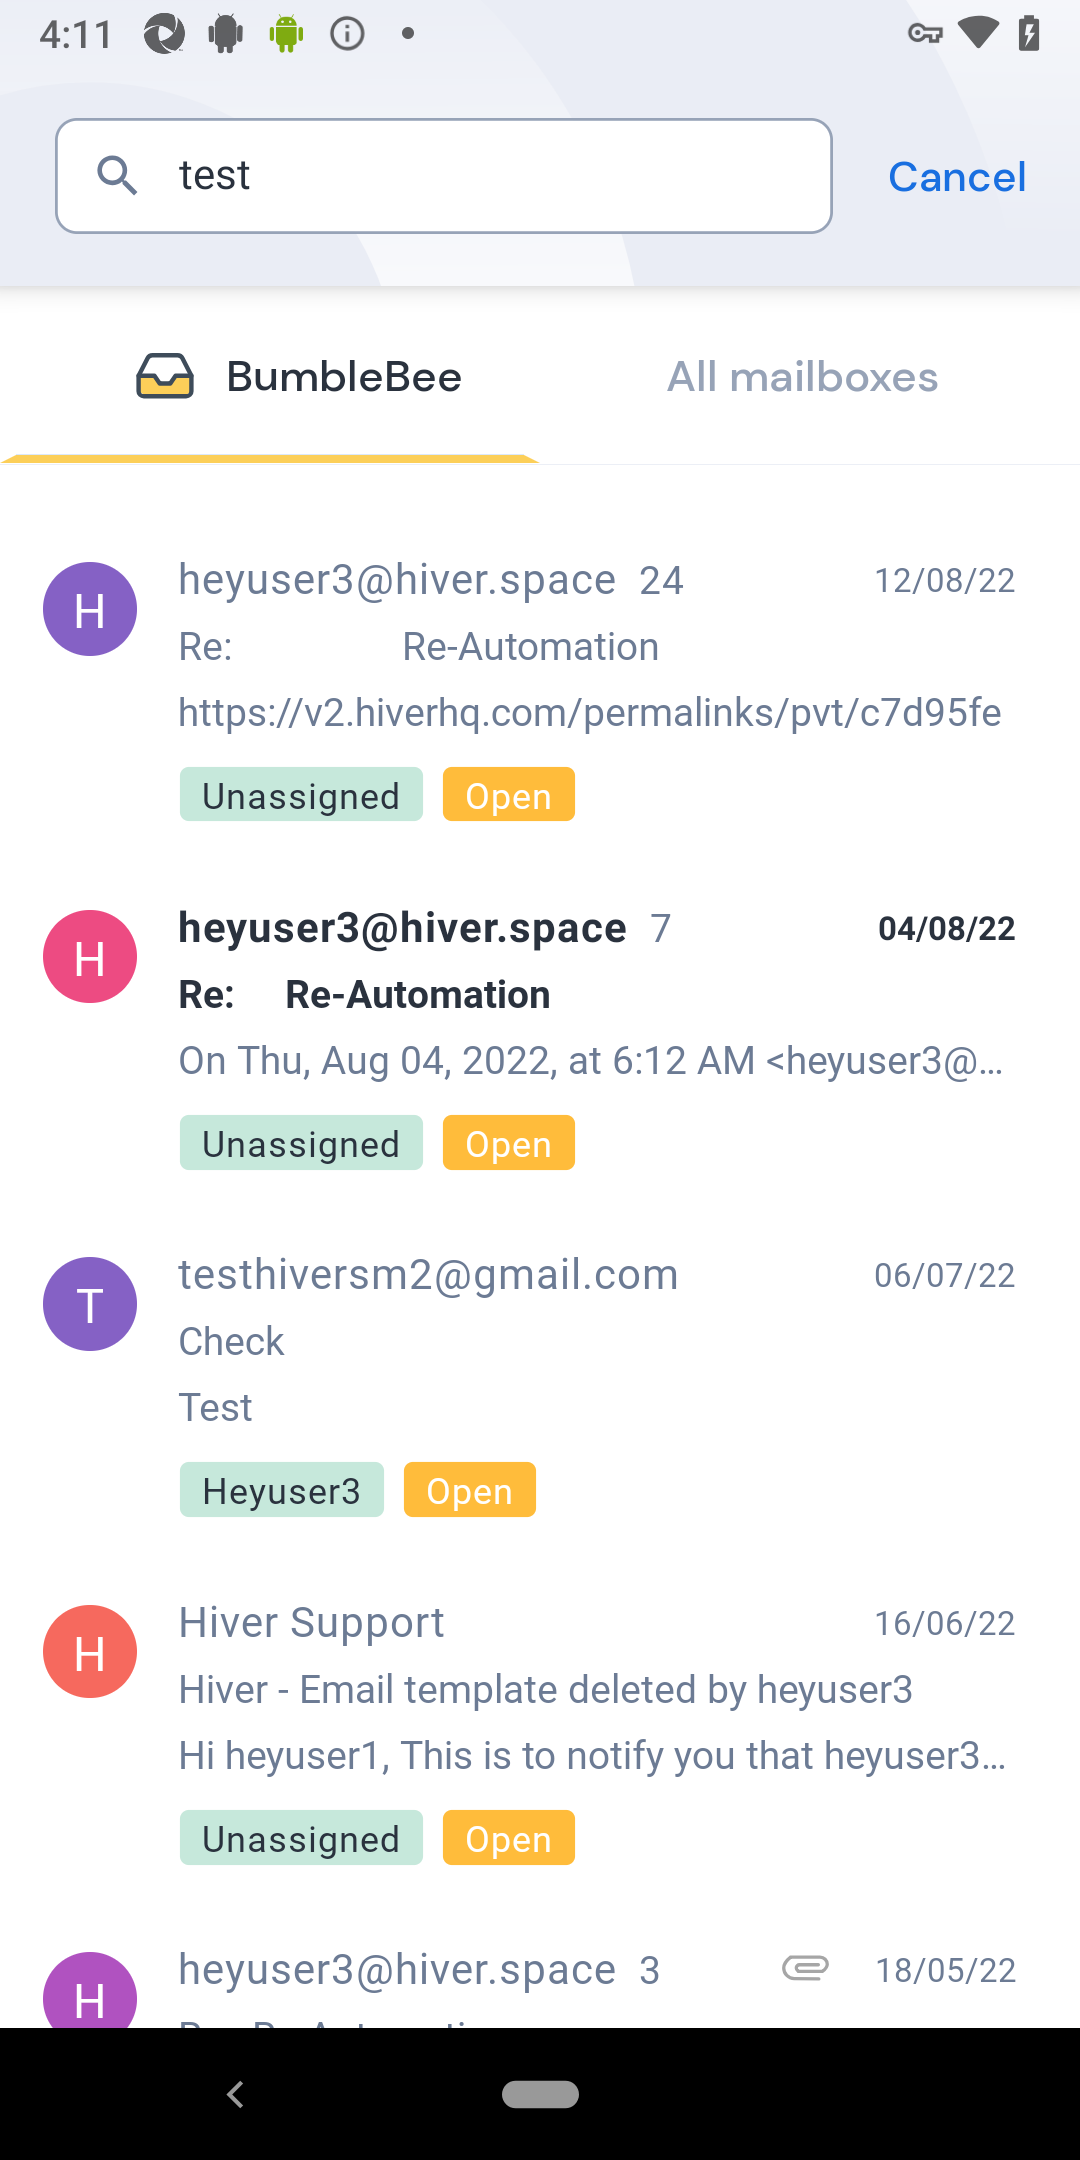 4:11
test
Cancel
BumbleBee
All mailboxes
H
heyuser3@hiver.space 24
12/08/22
Re: Re-Automation
https://v2.hiverhq.com/permalinks/pvt/c7d95fe
Unassigned
Open
H
heyuser3@hiver.space 7
04/08/22
Re: Re-Automation
On Thu, Aug 04, 2022, at 6:12 AM <heyuser3@...
Unassigned
Open
T
testhiversm2@gmail.com
06/07/22
Check
Test
Heyuser3
Open
H
Hiver Support
16/06/22
Hiver - Email template deleted by heyuser3
Hi heyuser1, This is to notify you that heyuser3...
Unassigned
Open
H
heyuser3@hiver.space 3
18/05/22